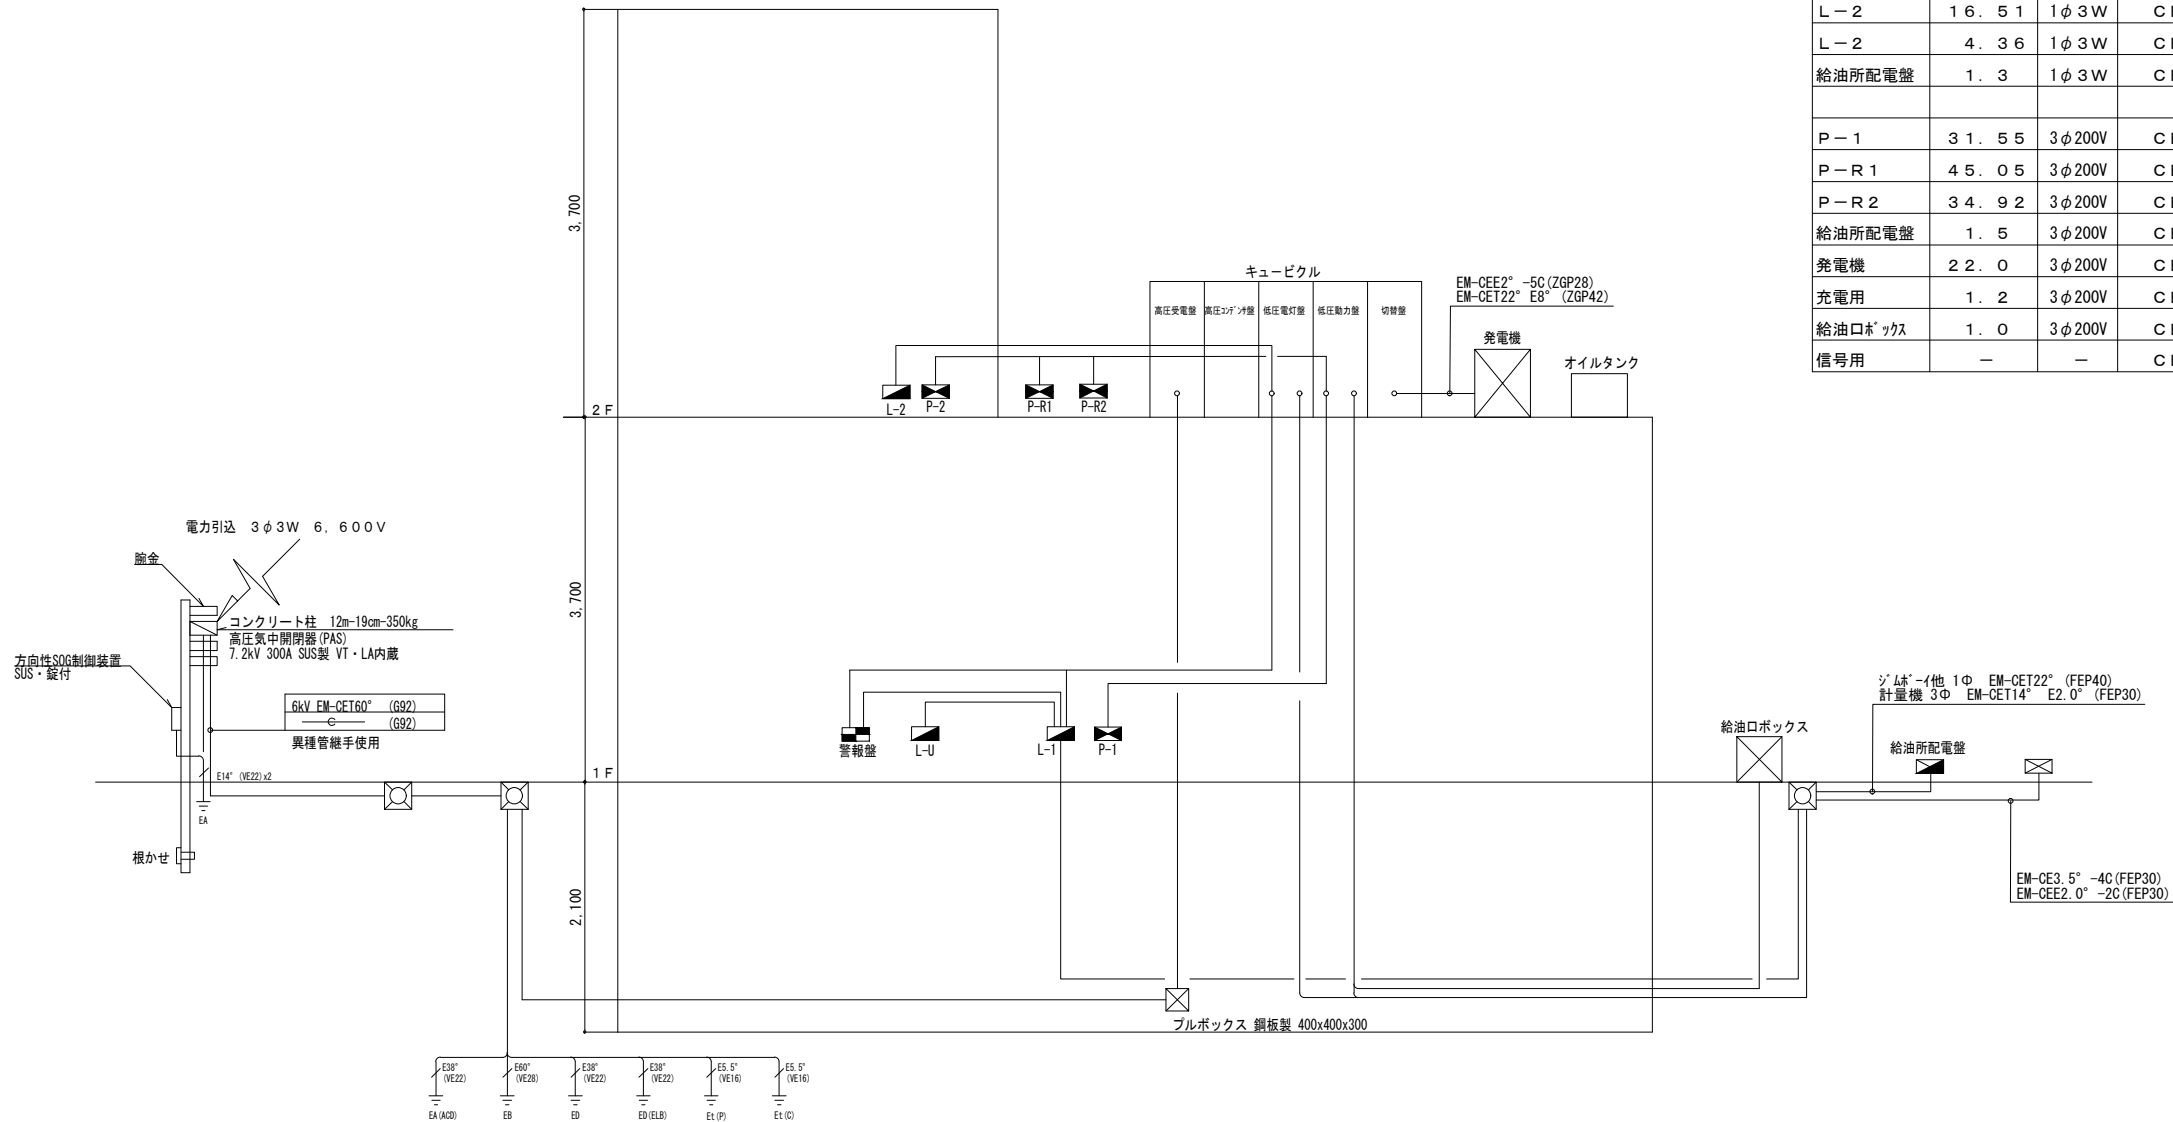 L－2 16．51 1φ3W
L－2 4．36 1φ3W
給油所配電盤 1．3 1φ3W
P－1 31．55 3φ200V
P－R1 45．05 3φ200V
P－R2 34．92 3φ200V
給油所配電盤 1．5 3φ200V
発電機 22．0 3φ200V
充電用 1．2 3φ200V
給油口ﾎﾞｯｸｽ 1．0 3φ200V
信号用 － －
3,700
キュービクル
高圧受電盤 高圧ｺﾝﾃﾞﾝｻ盤 低圧電灯盤 低圧動力盤 切替盤
EM-CEE2° -5C(ZGP28)
EM-CET22° E8° (ZGP42)
発電機
オイルタンク
L-2 P-2 P-R1 P-R2
2F
電力引込 3φ3W 6,600V
腕金
コンクリート柱 12m-19cm-350kg
高圧気中開閉器(PAS)
7.2kV 300A SUS製 VT・LA内蔵
方向性SOG制御装置
SUS・錠付
6kV EM-CET60° (G92)
C (G92)
異種管継手使用
E14° (VE22)x2
EA
根かせ
3,700
警報盤 L-U L-1 P-1
1F
ｼﾞﾑﾎﾞｰｲ他 1Φ EM-CET22° (FEP40)
計量機 3Φ EM-CET14° E2.0° (FEP30)
給油口ボックス
給油所配電盤
EM-CE3.5° -4C(FEP30)
EM-CEE2.0° -2C(FEP30)
2,100
プルボックス 鋼板製 400x400x300
E38° E60° E38° E38° E5.5° E5.5°
(VE22) (VE28) (VE22) (VE22) (VE16) (VE16)
EA(ACD) EB ED ED(ELB) Et(P) Et(C)